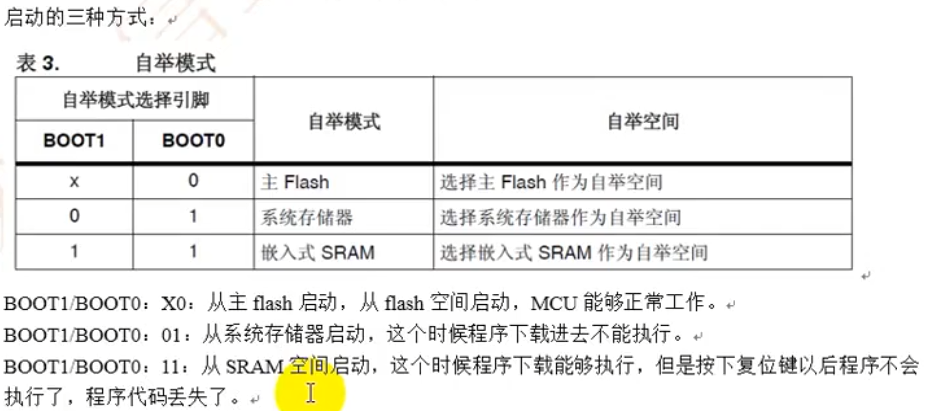 启动的三种方式：
表 3. 自举模式
自举模式选择引脚 自举模式 自举空间
BOOT1 BOOT0
x 0 主 Flash 选择主 Flash 作为自举空间
0 1 系统存储器 选择系统存储器作为自举空间
1 1 嵌入式 SRAM 选择嵌入式 SRAM 作为自举空间
BOOT1/BOOT0：X0：从主 flash 启动，从 flash 空间启动，MCU 能够正常工作。
BOOT1/BOOT0：01：从系统存储器启动，这个时候程序下载进去不能执行。
BOOT1/BOOT0：11：从 SRAM 空间启动，这个时候程序下载能够执行，但是按下复位键以后程序不会
执行了，程序代码丢失了。